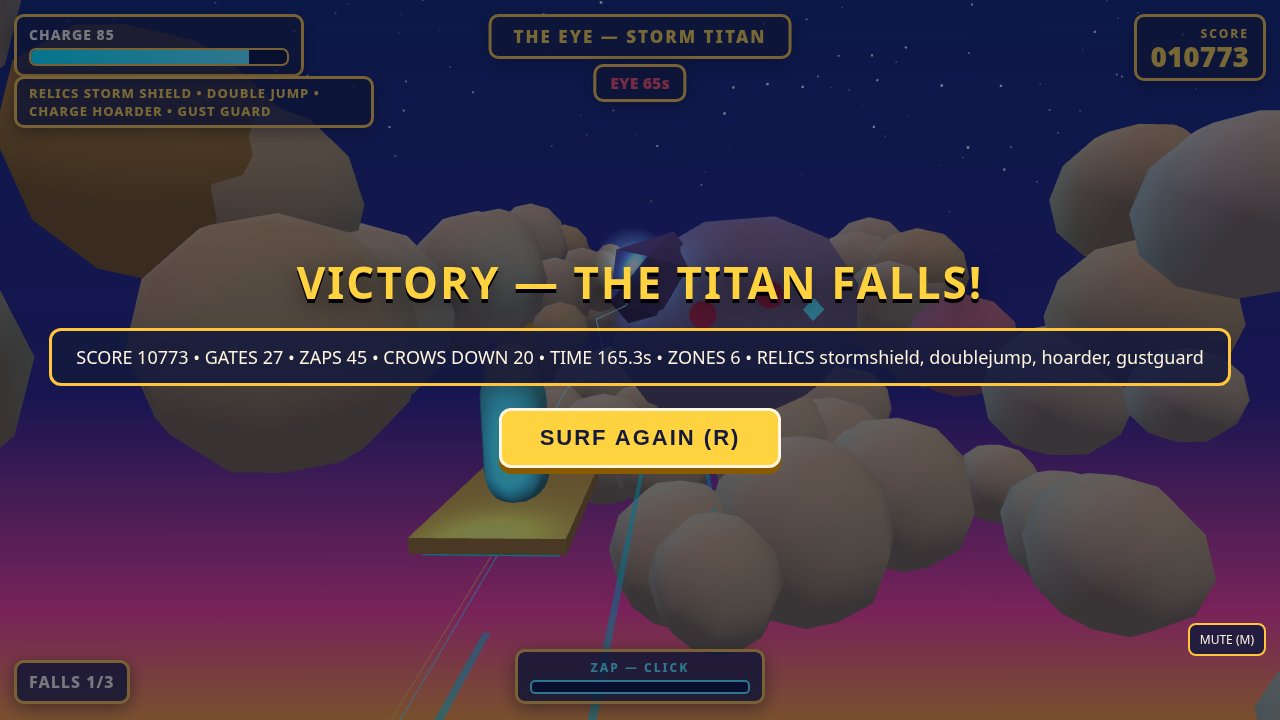 CHARGE 85
THE EYE — STORM TITAN
SCORE
010773
EYE 65s
RELICS STORM SHIELD • DOUBLE JUMP •
CHARGE HOARDER • GUST GUARD
VICTORY — THE TITAN FALLS!
SCORE 10773 • GATES 27 • ZAPS 45 • CROWS DOWN 20 • TIME 165.3s • ZONES 6 • RELICS stormshield, doublejump, hoarder, gustguard
SURF AGAIN (R)
MUTE (M)
FALLS 1/3
ZAP — CLICK